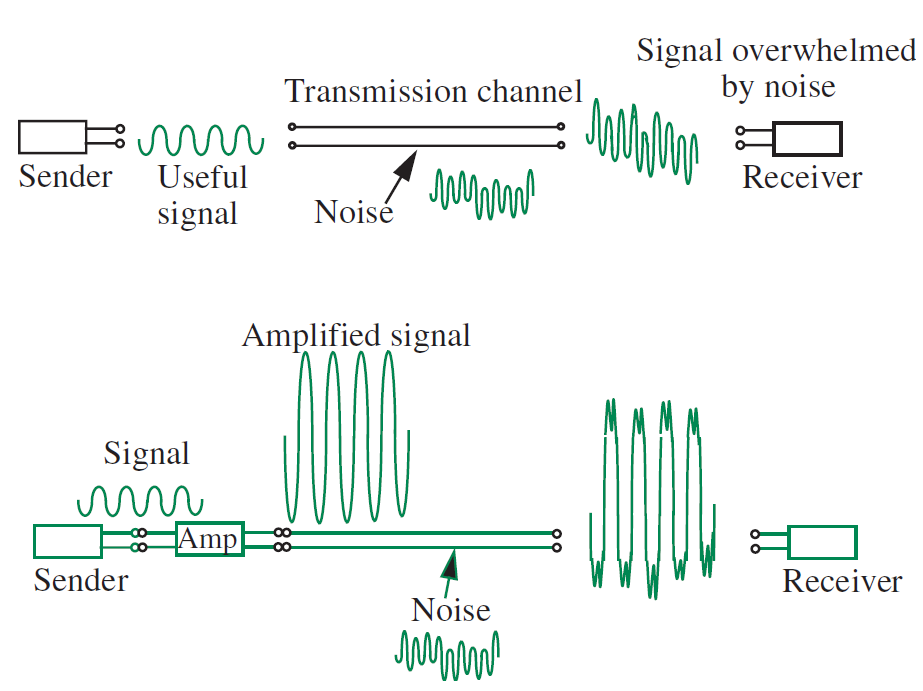 Signal overwhelmed
by noise
Transmission channel
Sender
Useful
signal
Noise
Receiver
Amplified signal
Signal
Amp
Sender
Noise
Receiver